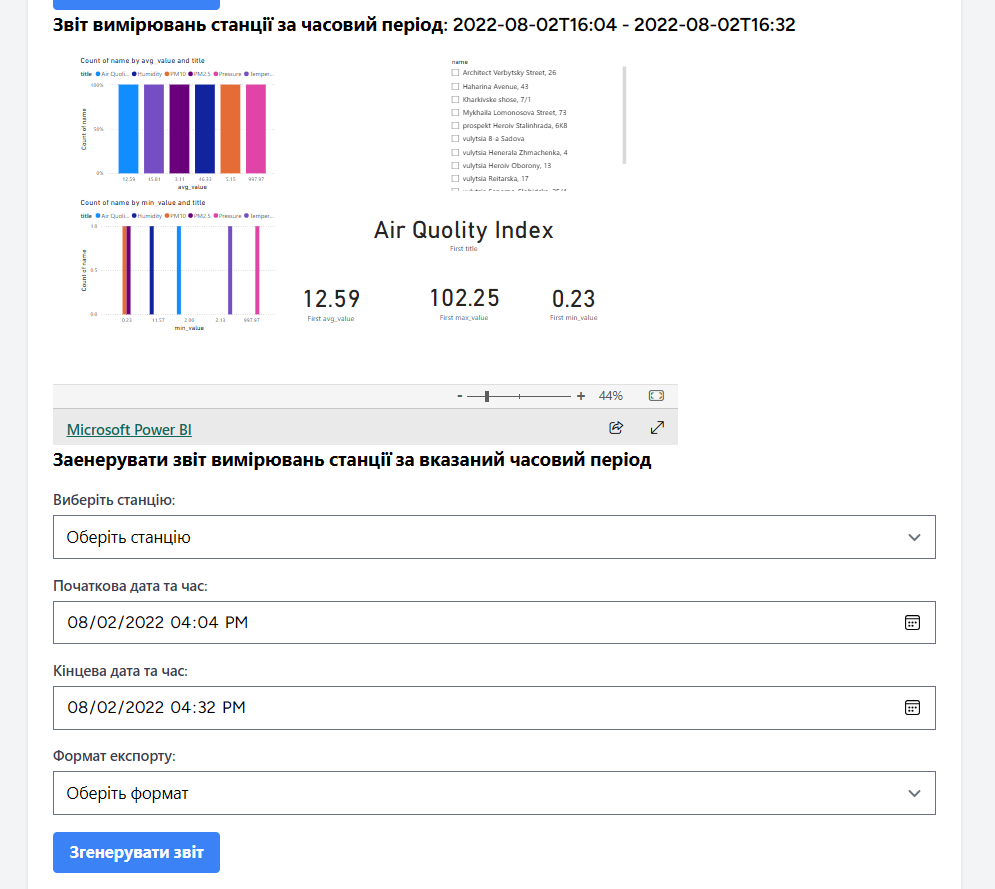 Звіт вимірювань станції за часовий період: 2022-08-02T16:04 - 2022-08-02T16:32
Count of name by avg_value and title
title Air Quoli... Humidity PM10 PM2.5 Pressure Temper...
100%
50%
0%
Count of name
12.59 15.81 3.11 46.33 5.15 997.97
avg_value
name
Architect Verbytsky Street, 26
Haharina Avenue, 43
Kharkivske shose, 7/1
Mykhaila Lomonosova Street, 73
prospekt Heroiv Stalinhrada, 6K8
vulytsia 8-a Sadova
vulytsia Henerala Zhmachenka, 4
vulytsia Heroiv Oborony, 13
vulytsia Reitarska, 17
Count of name by min_value and title
title Air Quoli... Humidity PM10 PM2.5 Pressure Temper...
1.0
0.5
0.0
Count of name
0.23 11.57 2.00 2.13 997.97
min_value
Air Quolity Index
First title
12.59
First avg_value
102.25
First max_value
0.23
First min_value
- + 44%
Microsoft Power BI
Заенерувати звіт вимірювань станції за вказаний часовий період
Виберіть станцію:
Оберіть станцію
Початкова дата та час:
08/02/2022 04:04 PM
Кінцева дата та час:
08/02/2022 04:32 PM
Формат експорту:
Оберіть формат
Згенерувати звіт